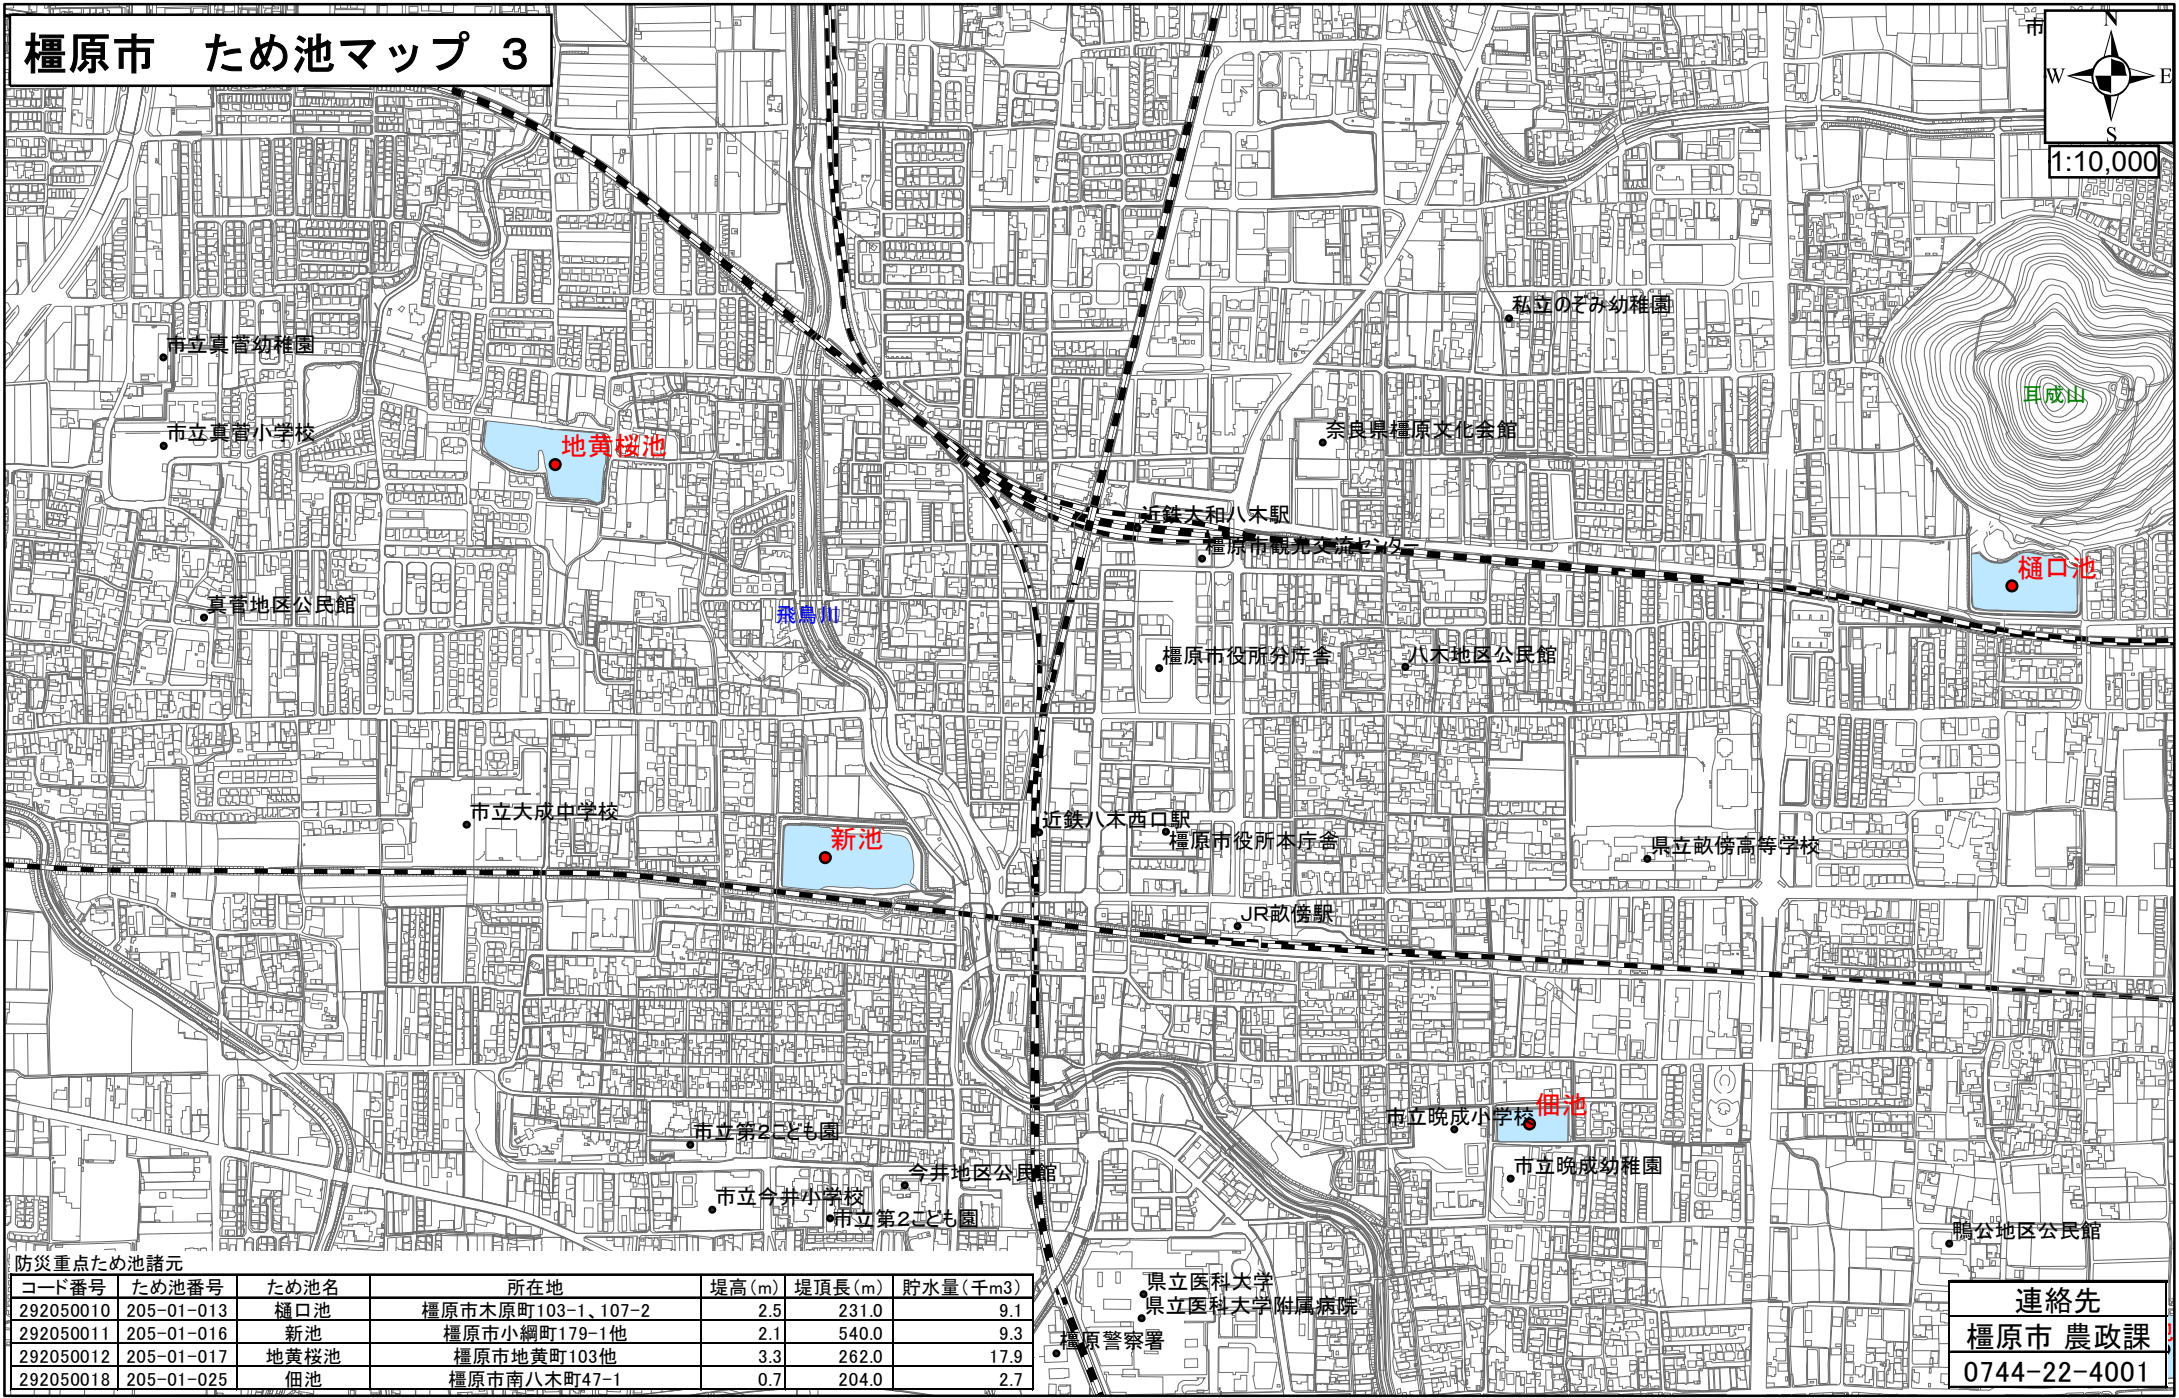 橿原市　ため池マップ　3
市
N
W
E
S
1:10,000
私立のぞみ幼稚園
市立真菅幼稚園
耳成山
市立真菅小学校
地黄桜池
奈良県橿原文化会館
近鉄大和八木駅
橿原市観光交流センター
樋口池
真菅地区公民館
飛鳥川
橿原市役所分庁舎
八木地区公民館
市立大成中学校
新池
近鉄八木西口駅
橿原市役所本庁舎
県立畝傍高等学校
JR畝傍駅
市立晩成小学校
佃池
市立第2こども園
市立晩成幼稚園
今井地区公民館
市立今井小学校
市立第2こども園
鴨公地区公民館
県立医科大学
県立医科大学附属病院
橿原警察署
防災重点ため池諸元
コード番号 ため池番号 ため池名 所在地 堤高(m) 堤頂長(m) 貯水量(千m3)
292050010 205-01-013 樋口池 橿原市木原町103-1、107-2 2.5 231.0 9.1
292050011 205-01-016 新池 橿原市小綱町179-1他 2.1 540.0 9.3
292050012 205-01-017 地黄桜池 橿原市地黄町103他 3.3 262.0 17.9
292050018 205-01-025 佃池 橿原市南八木町47-1 0.7 204.0 2.7
連絡先
橿原市 農政課
0744-22-4001